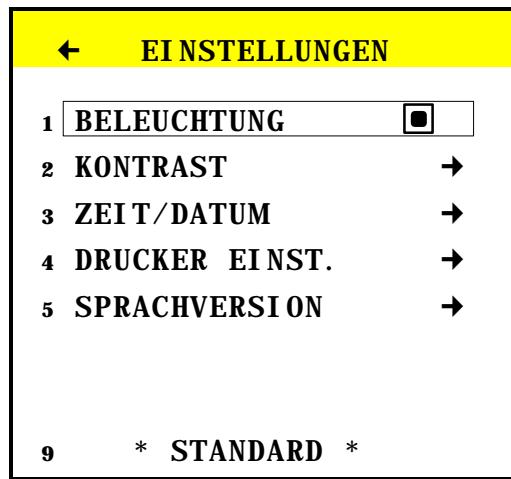 ← EINSTELLUNGEN
1 BELEUCHTUNG
2 KONTRAST →
3 ZEIT/DATUM →
4 DRUCKER EINST. →
5 SPRACHVERSION →
9 * STANDARD *